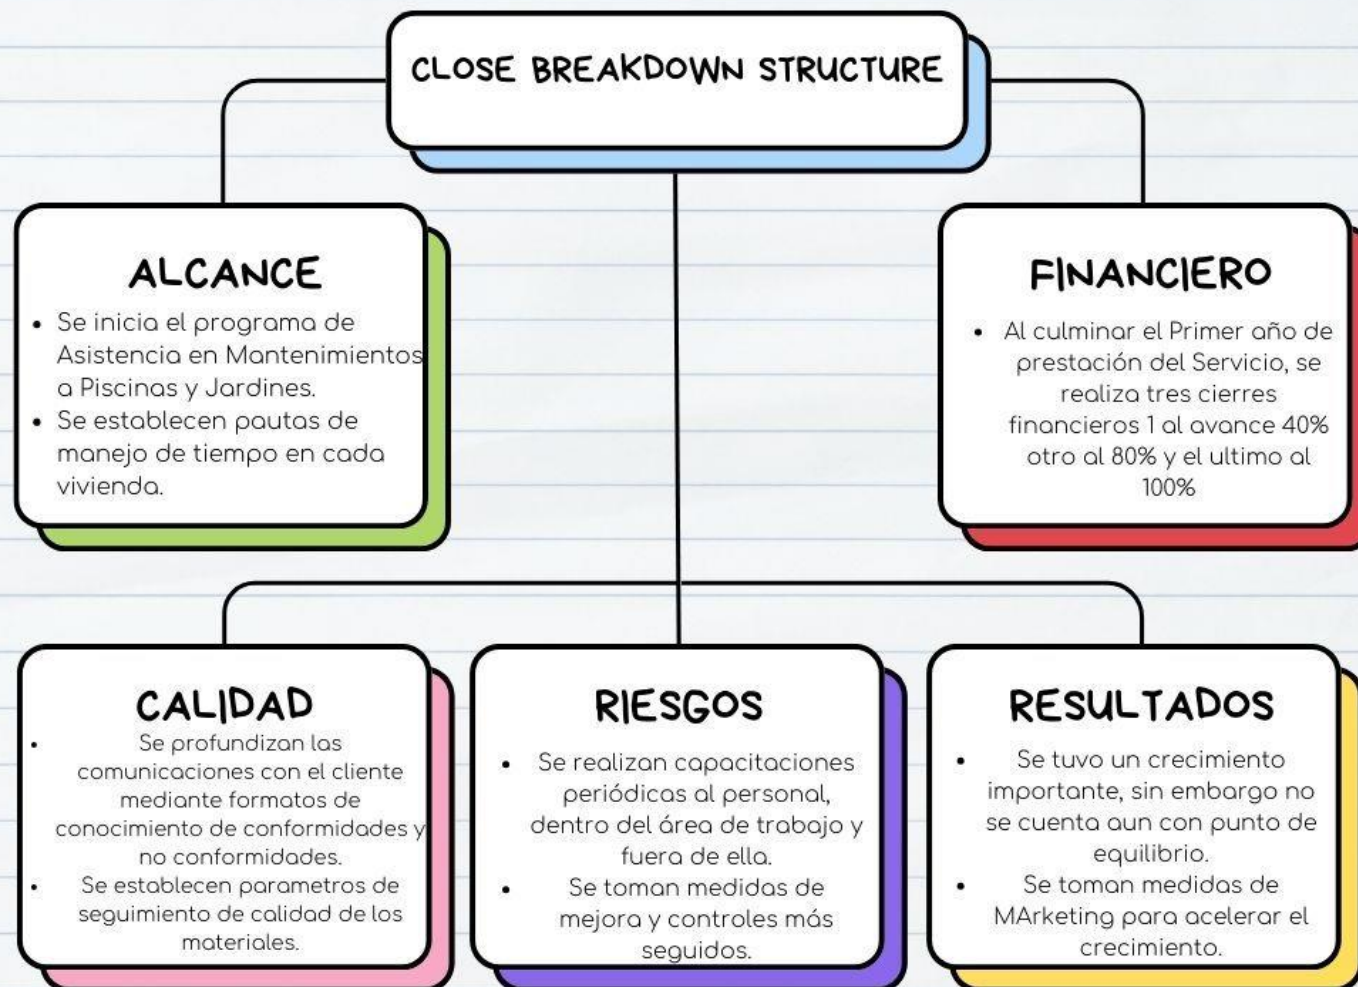 CLOSE BREAKDOWN STRUCTURE
ALCANCE
• Se inicia el programa de
Asistencia en Mantenimientos
a Piscinas y Jardines.
• Se establecen pautas de
manejo de tiempo en cada
vivienda.
FINANCIERO
• Al culminar el Primer año de
prestación del Servicio, se
realiza tres cierres
financieros 1 al avance 40%
otro al 80% y el ultimo al
100%
CALIDAD
• Se profundizan las
comunicaciones con el cliente
mediante formatos de
conocimiento de conformidades y
no conformidades.
• Se establecen parametros de
seguimiento de calidad de los
materiales.
RIESGOS
• Se realizan capacitaciones
periódicas al personal,
dentro del área de trabajo y
fuera de ella.
• Se toman medidas de
mejora y controles más
seguidos.
RESULTADOS
• Se tuvo un crecimiento
importante, sin embargo no
se cuenta aun con punto de
equilibrio.
• Se toman medidas de
MArketing para acelerar el
crecimiento.